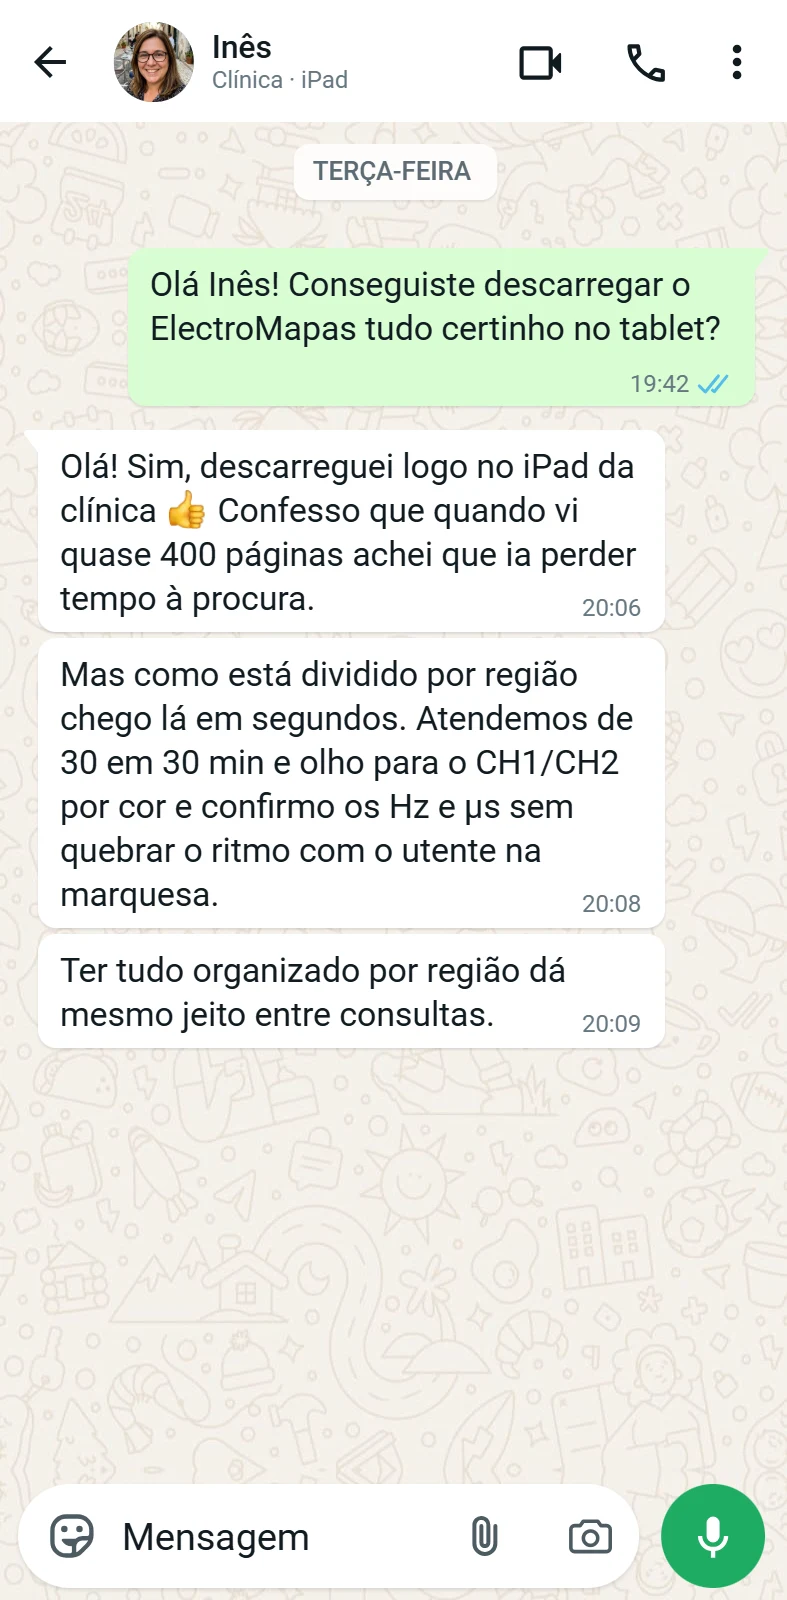 Inês
Clínica · iPad
TERÇA-FEIRA
Olá Inês! Conseguiste descarregar o
ElectroMapas tudo certinho no tablet?
19:42
Olá! Sim, descarreguei logo no iPad da
clínica 👍 Confesso que quando vi
quase 400 páginas achei que ia perder
tempo à procura.
20:06
Mas como está dividido por região
chego lá em segundos. Atendemos de
30 em 30 min e olho para o CH1/CH2
por cor e confirmo os Hz e µs sem
quebrar o ritmo com o utente na
marquesa.
20:08
Ter tudo organizado por região dá
mesmo jeito entre consultas.
20:09
Mensagem